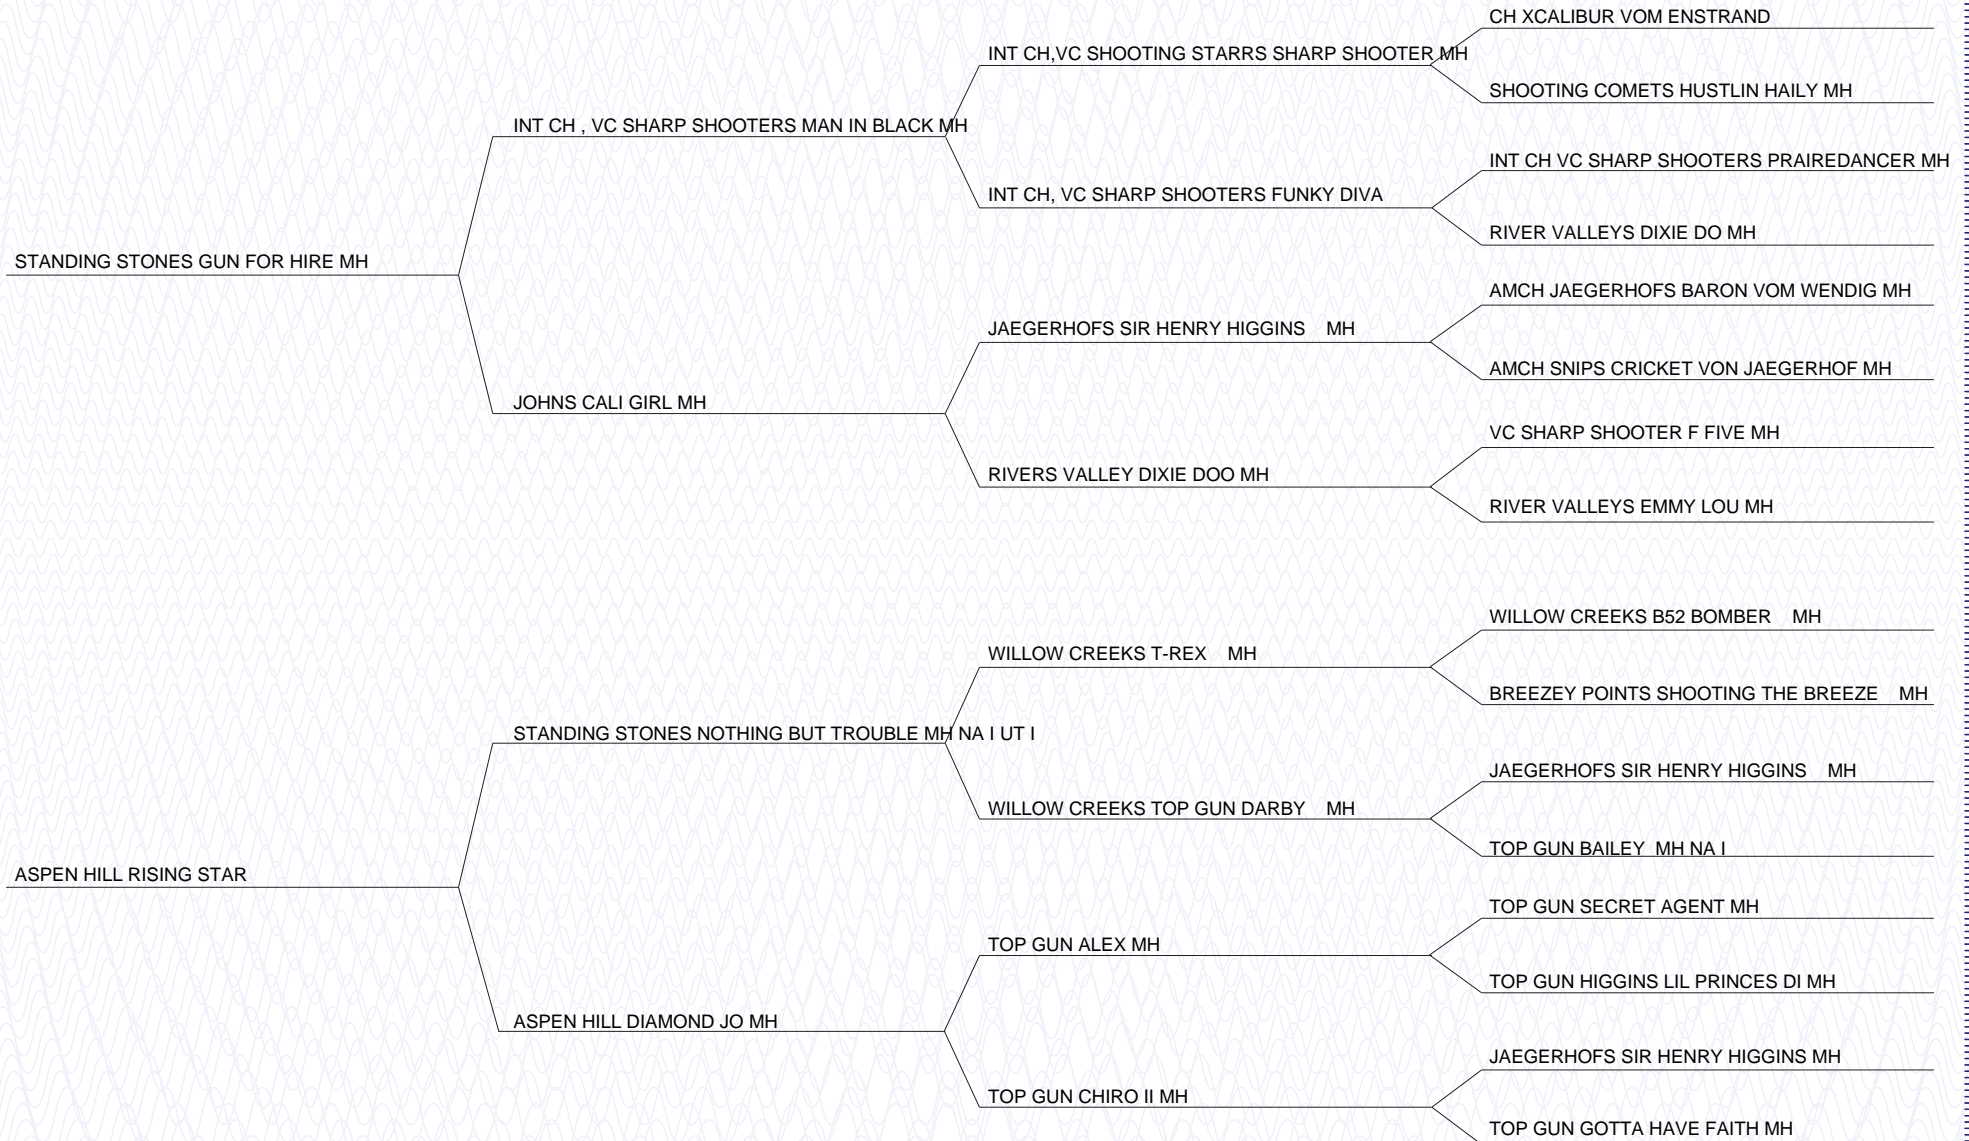 CH XCALIBUR VOM ENSTRAND
INT CH,VC SHOOTING STARRS SHARP SHOOTER MH
SHOOTING COMETS HUSTLIN HAILY MH
INT CH , VC SHARP SHOOTERS MAN IN BLACK MH
INT CH VC SHARP SHOOTERS PRAIREDANCER MH
INT CH, VC SHARP SHOOTERS FUNKY DIVA
RIVER VALLEYS DIXIE DO MH
STANDING STONES GUN FOR HIRE MH
AMCH JAEGERHOFS BARON VOM WENDIG MH
JAEGERHOFS SIR HENRY HIGGINS MH
AMCH SNIPS CRICKET VON JAEGERHOF MH
JOHNS CALI GIRL MH
VC SHARP SHOOTER F FIVE MH
RIVERS VALLEY DIXIE DOO MH
RIVER VALLEYS EMMY LOU MH
WILLOW CREEKS B52 BOMBER MH
WILLOW CREEKS T-REX MH
BREEZEY POINTS SHOOTING THE BREEZE MH
STANDING STONES NOTHING BUT TROUBLE MH NA I UT I
JAEGERHOFS SIR HENRY HIGGINS MH
WILLOW CREEKS TOP GUN DARBY MH
TOP GUN BAILEY MH NA I
ASPEN HILL RISING STAR
TOP GUN SECRET AGENT MH
TOP GUN ALEX MH
TOP GUN HIGGINS LIL PRINCES DI MH
ASPEN HILL DIAMOND JO MH
JAEGERHOFS SIR HENRY HIGGINS MH
TOP GUN CHIRO II MH
TOP GUN GOTTA HAVE FAITH MH